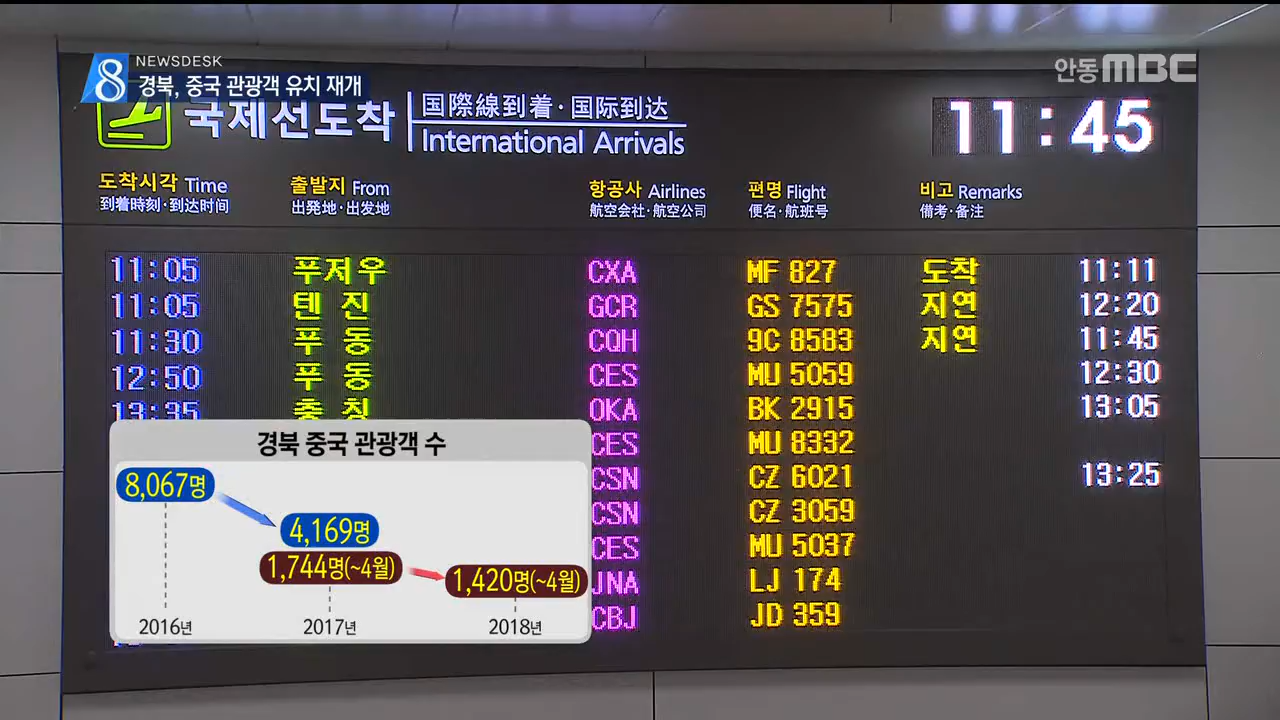 8 NEWSDESK
경북, 중국 관광객 유치 재개
안동MBC
국제선도착 国際線到着·国际到达
International Arrivals
11:45
도착시각 Time 출발지 From 항공사 Airlines 편명 Flight 비고 Remarks
到着時刻·到达时间 出発地·出发地 航空会社·航空公司 便名·航班号 備考·备注
11:05 푸저우 CXA MF 827 도착 11:11
11:05 텐 진 GCR GS 7575 지연 12:20
11:30 푸 동 CQH 9C 8583 지연 11:45
12:50 푸 동 CES MU 5059 12:30
13:35 충 칭 OKA BK 2915 13:05
CES MU 8332
CSN CZ 6021 13:25
CSN CZ 3059
CES MU 5037
JNA LJ 174
CBJ JD 359
경북 중국 관광객 수
8,067명
4,169명
1,744명(~4월) 1,420명(~4월)
2016년 2017년 2018년